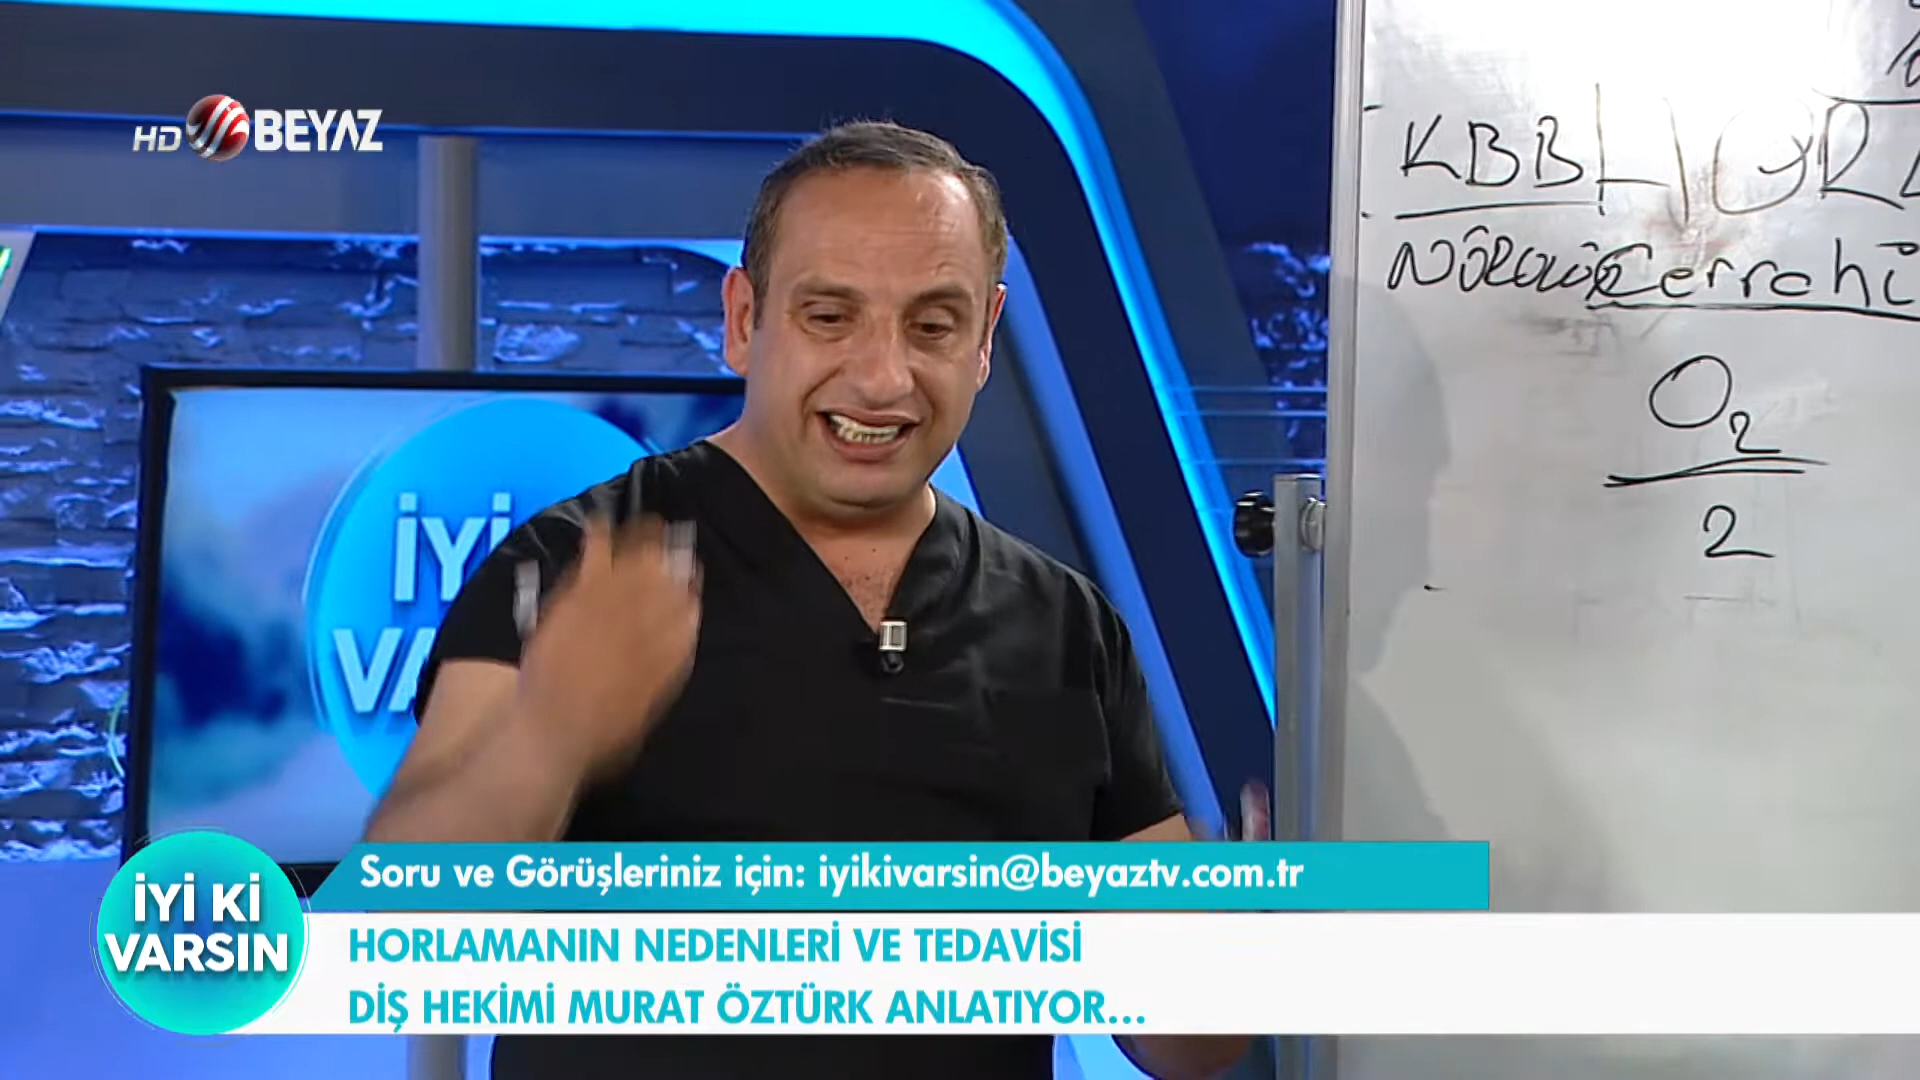 HD BEYAZ
KBB
Cerrahi
O2
2
İYİ
VA
Soru ve Görüşleriniz için: iyikivarsin@beyaztv.com.tr
İYİ Kİ
VARSIN
HORLAMANIN NEDENLERİ VE TEDAVİSİ
DİŞ HEKİMİ MURAT ÖZTÜRK ANLATIYOR...